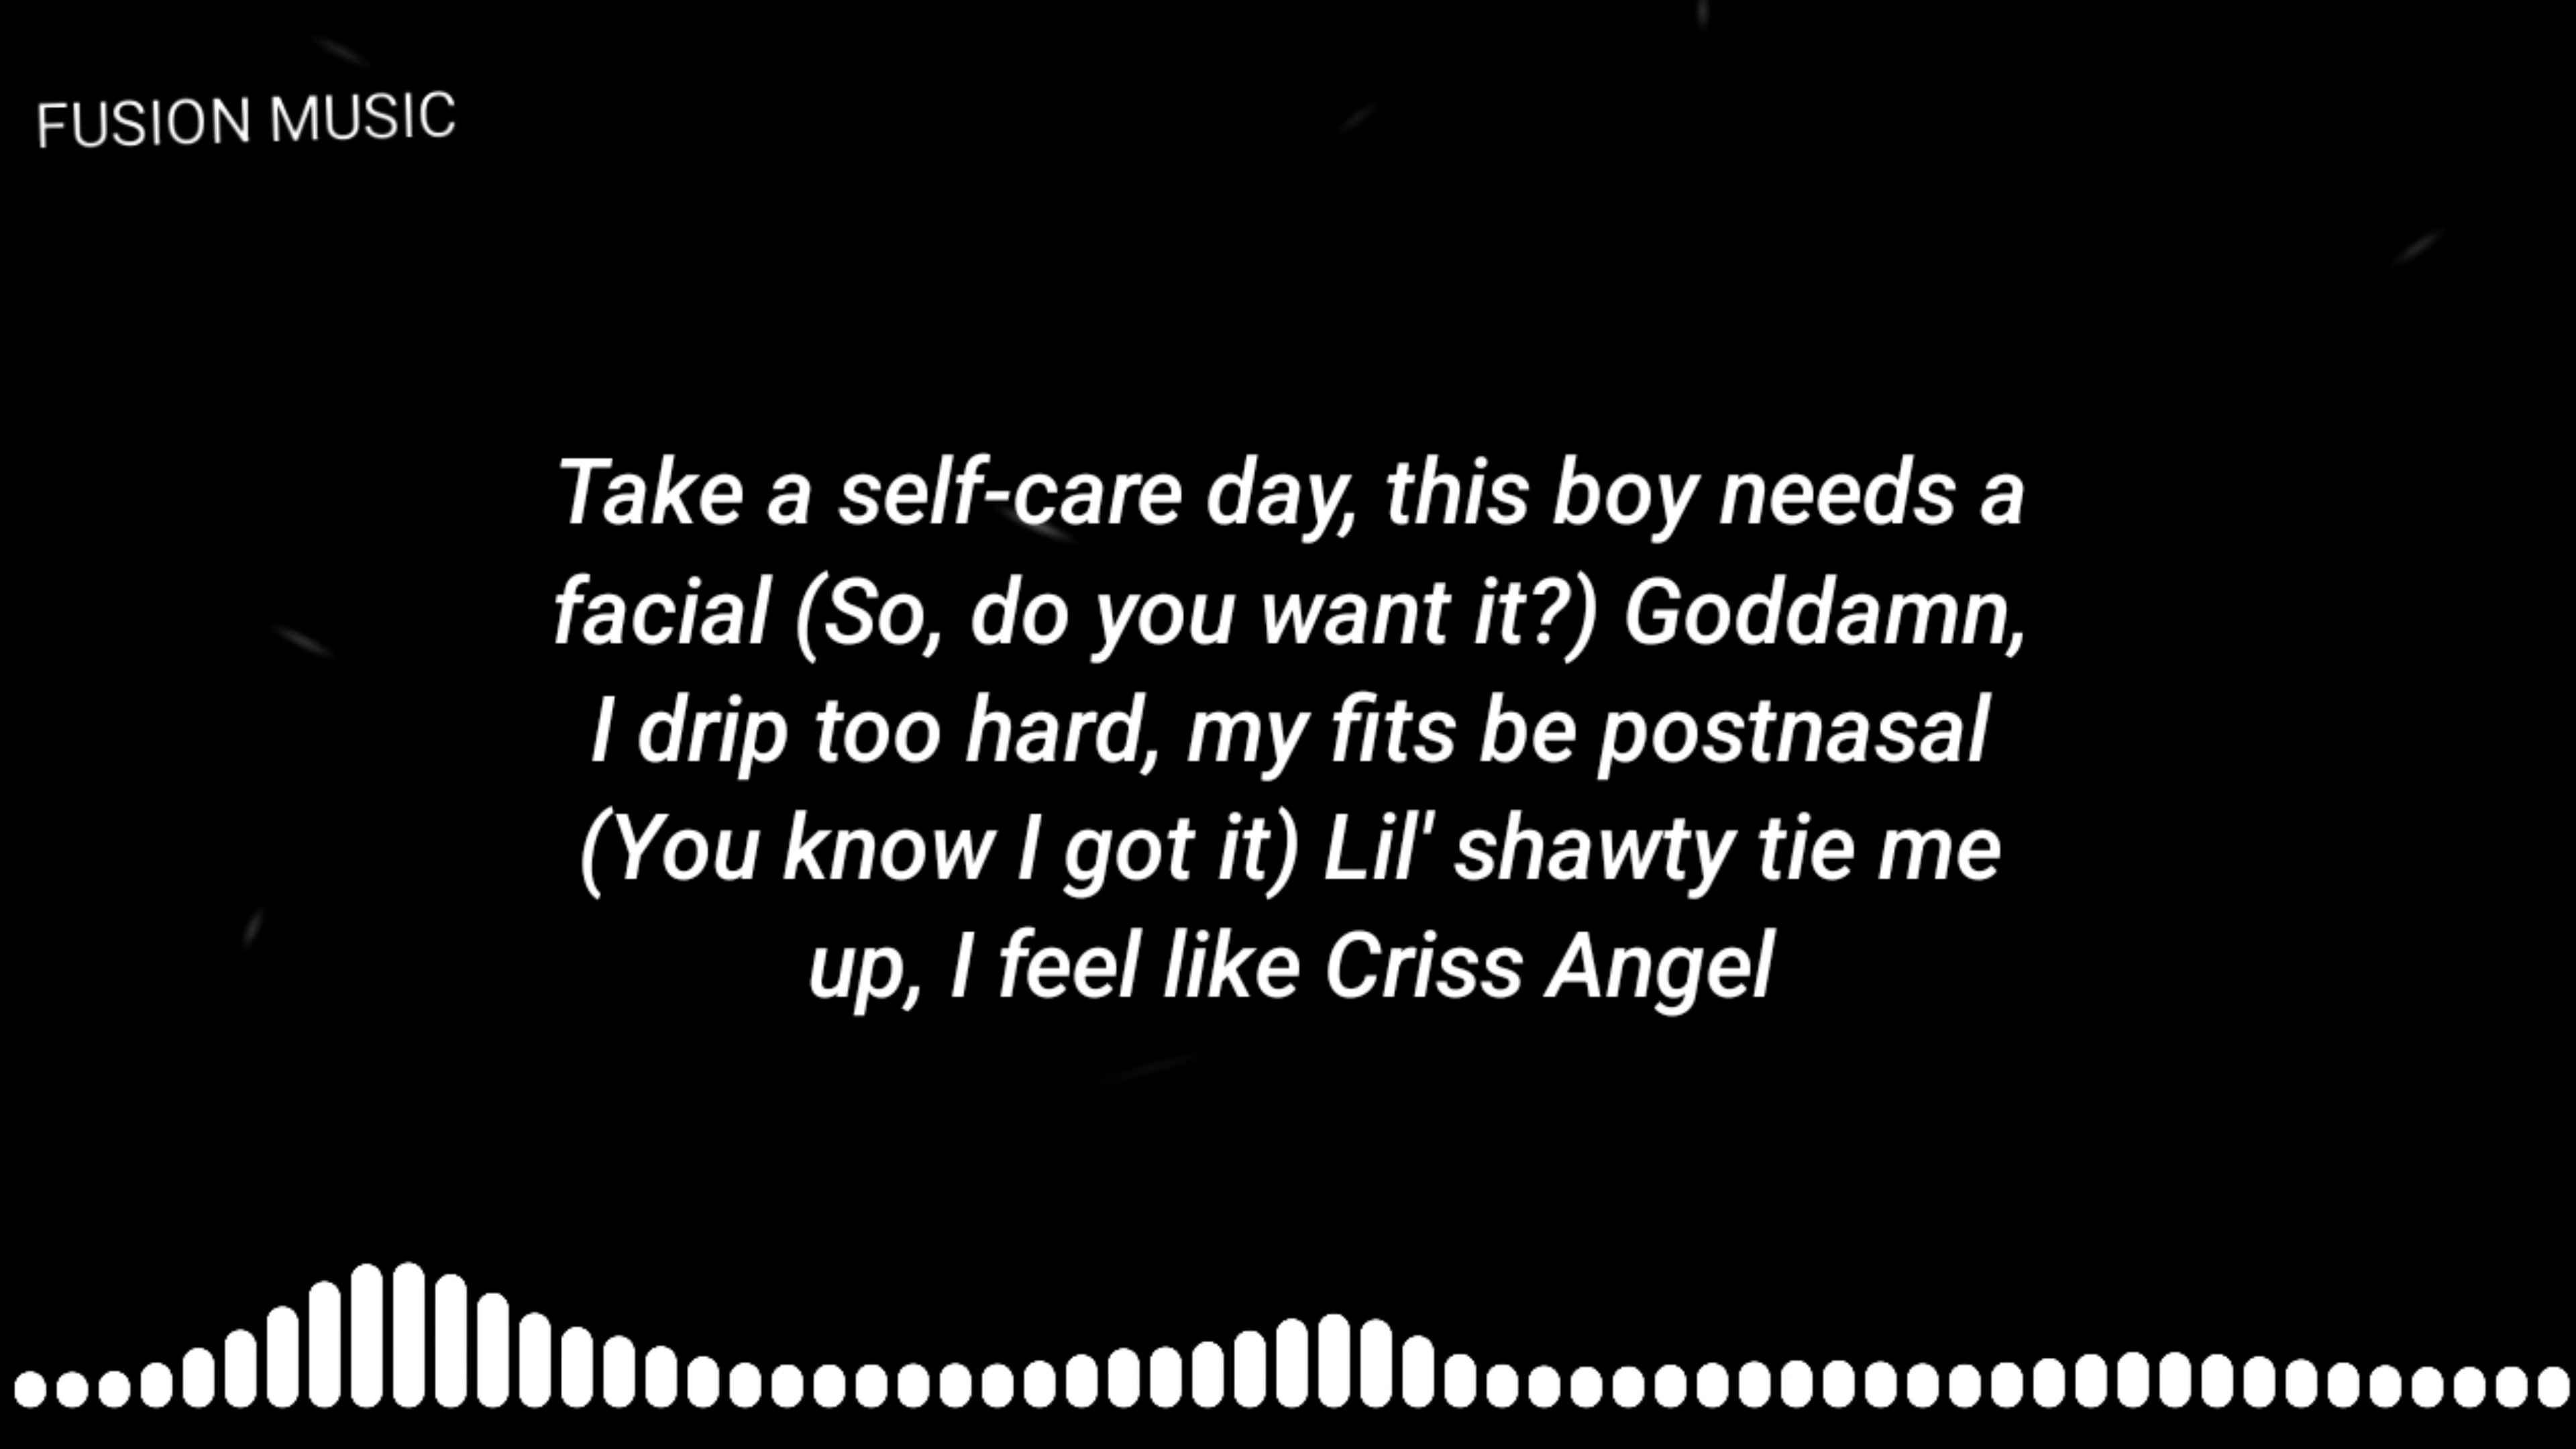 FUSION MUSIC
Take a self-care day, this boy needs a
facial (So, do you want it?) Goddamn,
I drip too hard, my fits be postnasal
(You know I got it) Lil' shawty tie me
up, I feel like Criss Angel